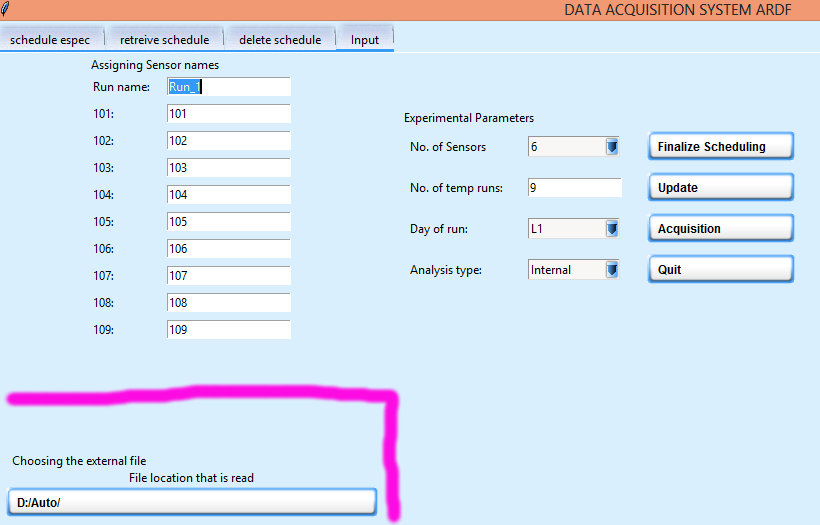 DATA ACQUISITION SYSTEM ARDF
schedule espec retreive schedule delete schedule Input
Assigning Sensor names
Run name: Run_1
101: 101
102: 102
103: 103
104: 104
105: 105
106: 106
107: 107
108: 108
109: 109
Experimental Parameters
No. of Sensors 6 Finalize Scheduling
No. of temp runs: 9 Update
Day of run: L1 Acquisition
Analysis type: Internal Quit
Choosing the external file
File location that is read
D:/Auto/